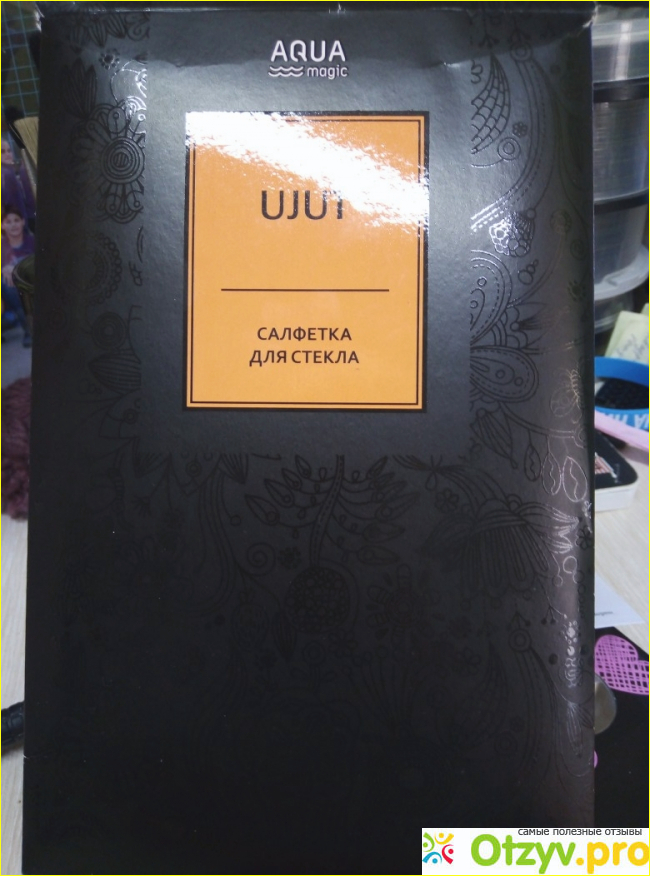 AQUA
magic
UJUT
САЛФЕТКА
ДЛЯ СТЕКЛА
самые полезные отзывы
Otzyv.pro